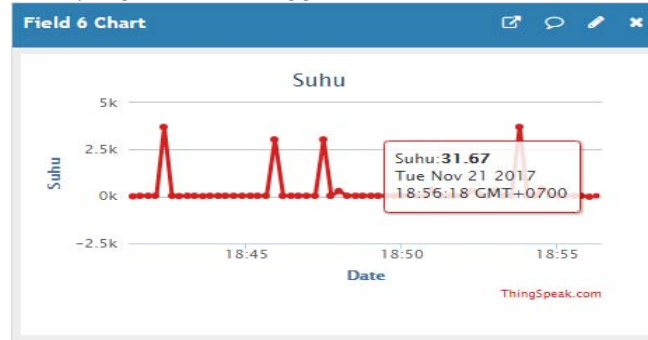 Field 6 Chart
Suhu
5k
2.5k
0k
−2.5k
Suhu
Suhu:31.67
Tue Nov 21 2017
18:56:18 GMT+0700
18:45
18:50
18:55
Date
ThingSpeak.com